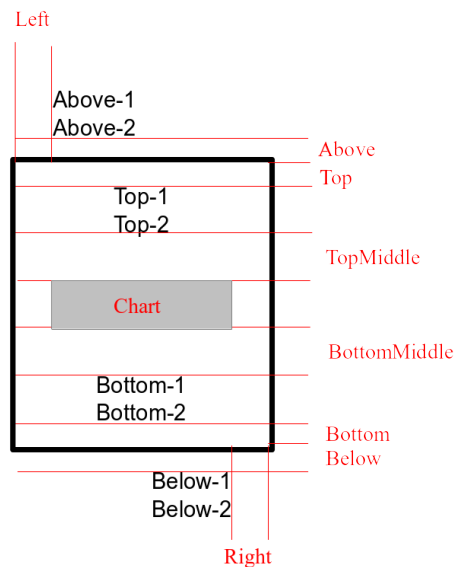 Left
Above-1
Above-2
Above
Top
Top-1
Top-2
TopMiddle
Chart
BottomMiddle
Bottom-1
Bottom-2
Bottom
Below
Below-1
Below-2
Right